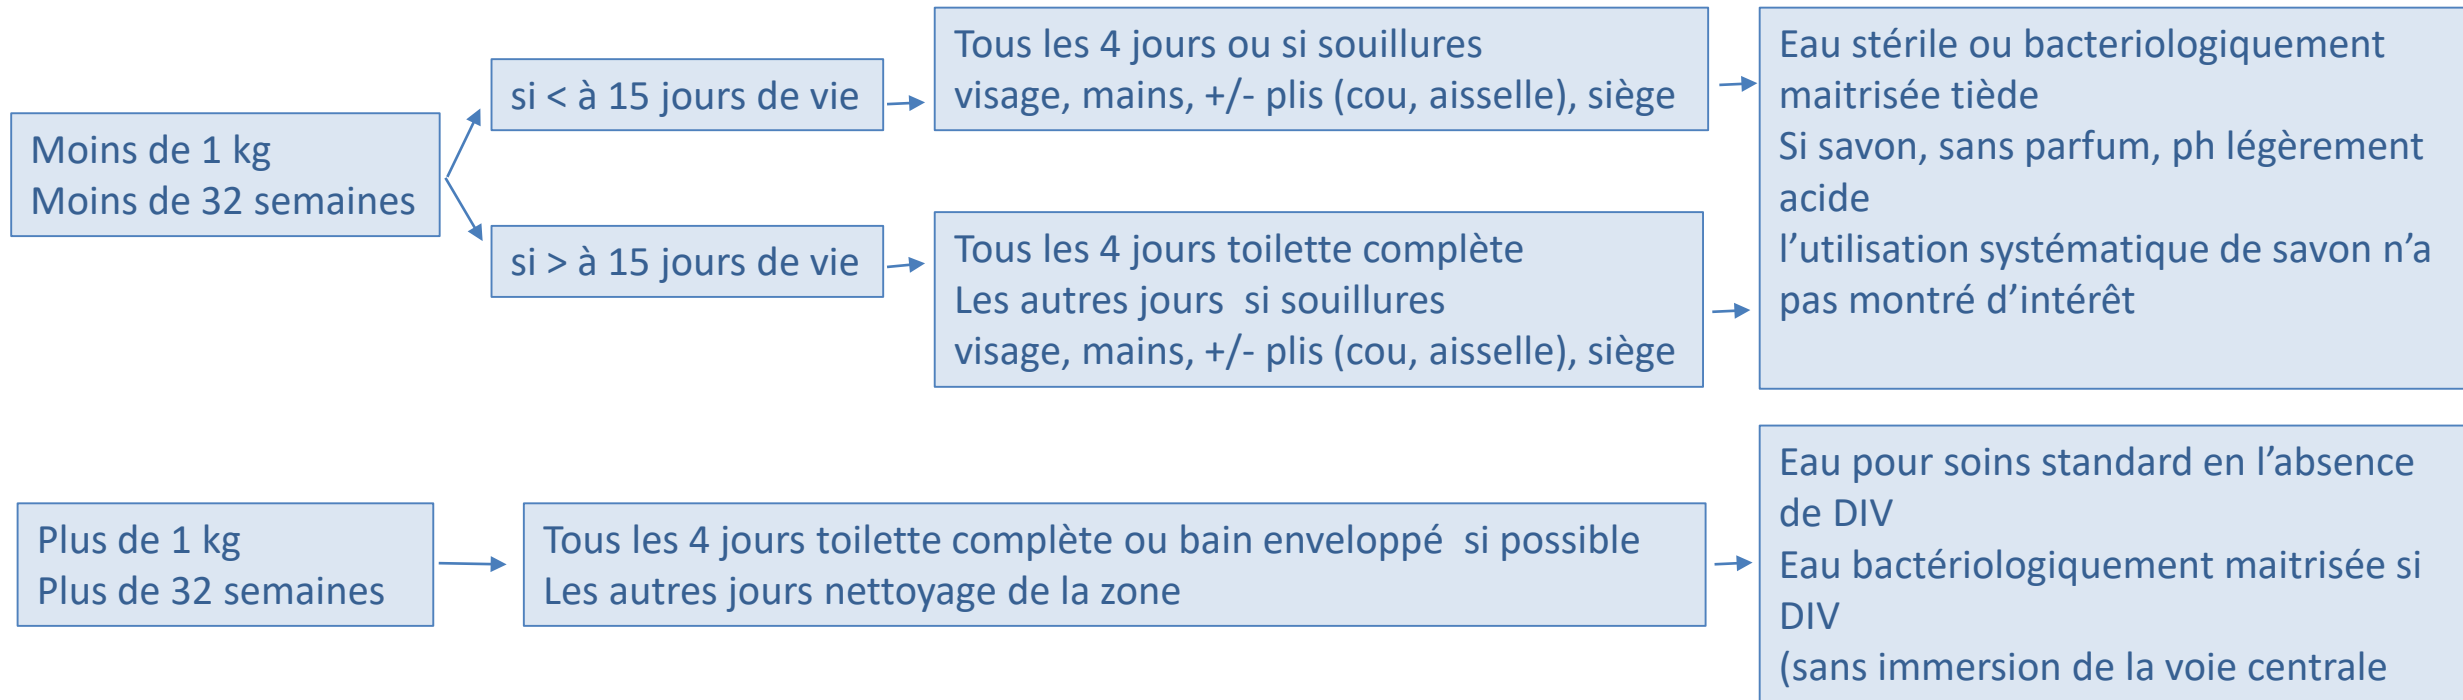 Moins de 1 kg
Moins de 32 semaines
si < à 15 jours de vie
Tous les 4 jours ou si souillures
visage, mains, +/- plis (cou, aisselle), siège
si > à 15 jours de vie
Tous les 4 jours toilette complète
Les autres jours  si souillures
visage, mains, +/- plis (cou, aisselle), siège
Eau stérile ou bacteriologiquement
maitrisée tiède
Si savon, sans parfum, ph légèrement
acide
l’utilisation systématique de savon n’a
pas montré d’intérêt
Plus de 1 kg
Plus de 32 semaines
Tous les 4 jours toilette complète ou bain enveloppé  si possible
Les autres jours nettoyage de la zone
Eau pour soins standard en l’absence
de DIV
Eau bactériologiquement maitrisée si
DIV
(sans immersion de la voie centrale